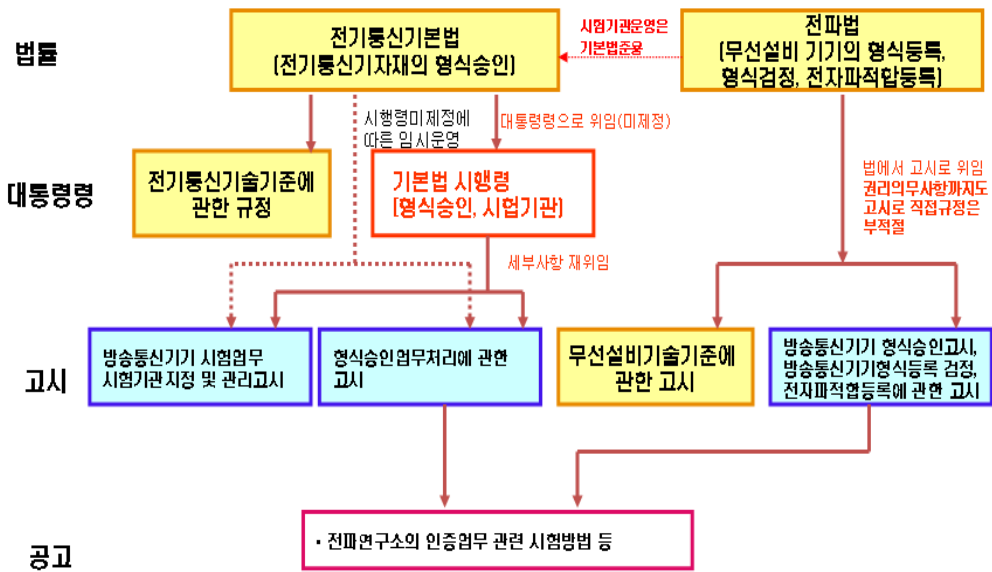 법률
전기통신기본법
(전기통신기자재의 형식승인)
시험기관운영은
기본법준용
전파법
(무선설비 기기의 형식등록,
형식검정, 전자파적합등록)
시행령미제정에
따른 임시운영
대통령령으로 위임(미제정)
법에서 고시로 위임
권리의무사항까지도
고시로 직접규정은
부적절
대통령령
전기통신기술기준에
관한 규정
기본법 시행령
[형식승인, 시험기관]
세부사항 재위임
고시
방송통신기기 시험업무
시험기관지정 및 관리고시
형식승인업무처리에 관한
고시
무선설비기술기준에
관한 고시
방송통신기기 형식승인고시,
방송통신기기형식등록 검정,
전자파적합등록에 관한 고시
공고
· 전파연구소의 인증업무 관련 시험방법 등